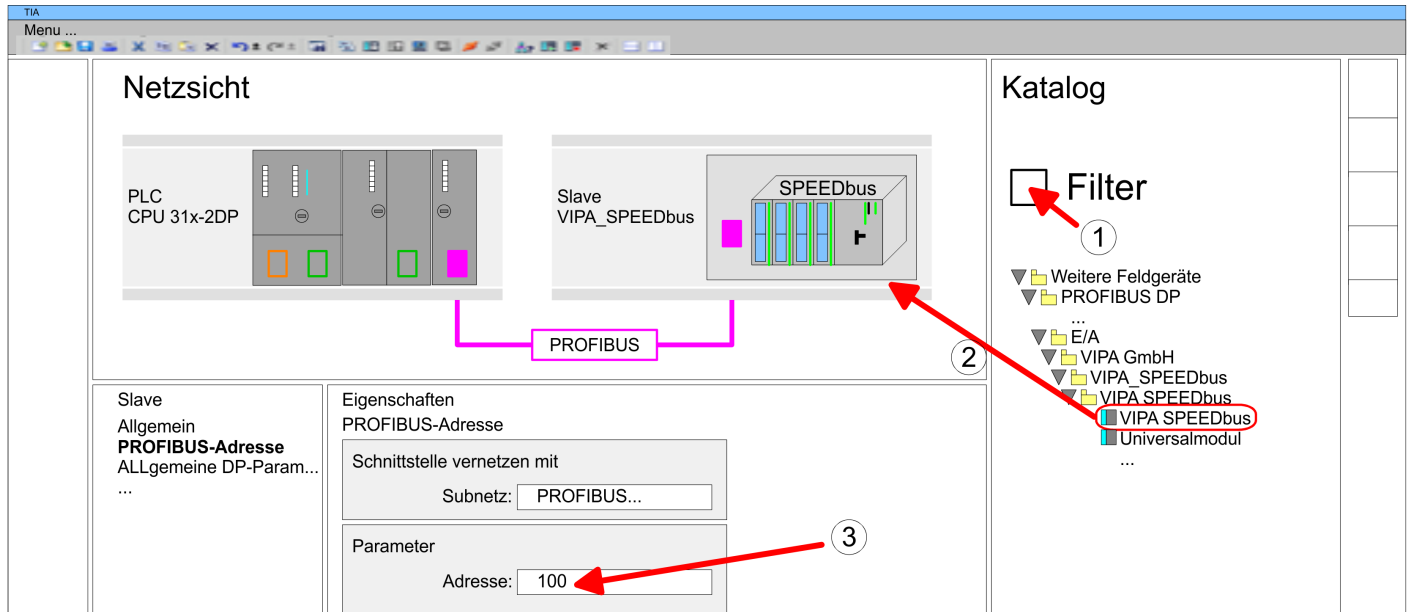 TIA
Menu ...
Netzsicht
PLC
CPU 31x-2DP
Slave
VIPA_SPEEDbus
SPEEDbus
PROFIBUS
Katalog
Filter
1
Weitere Feldgeräte
PROFIBUS DP
...
E/A
VIPA GmbH
VIPA_SPEEDbus
VIPA SPEEDbus
VIPA SPEEDbus
Universalmodul
...
2
Slave
Allgemein
PROFIBUS-Adresse
ALLgemeine DP-Param...
...
Eigenschaften
PROFIBUS-Adresse
Schnittstelle vernetzen mit
Subnetz: PROFIBUS...
Parameter
Adresse: 100
3